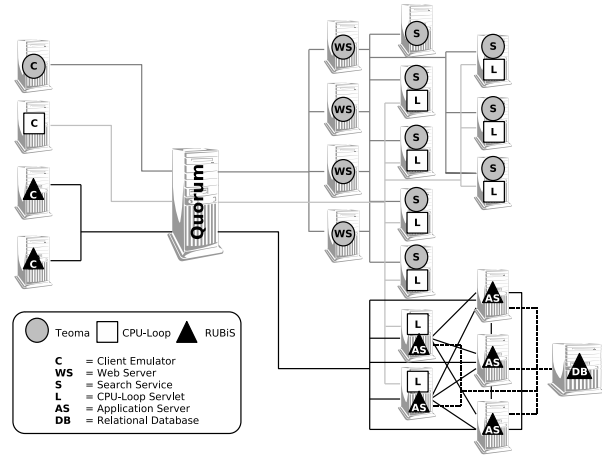 C
C
C
C
Quorum
WS
WS
WS
WS
S
S
L
S
L
S
L
S
L
S
L
S
L
S
L
L
AS
L
AS
AS
AS
AS
DB
Teoma
CPU-Loop
RUBiS
C = Client Emulator
WS = Web Server
S = Search Service
L = CPU-Loop Servlet
AS = Application Server
DB = Relational Database